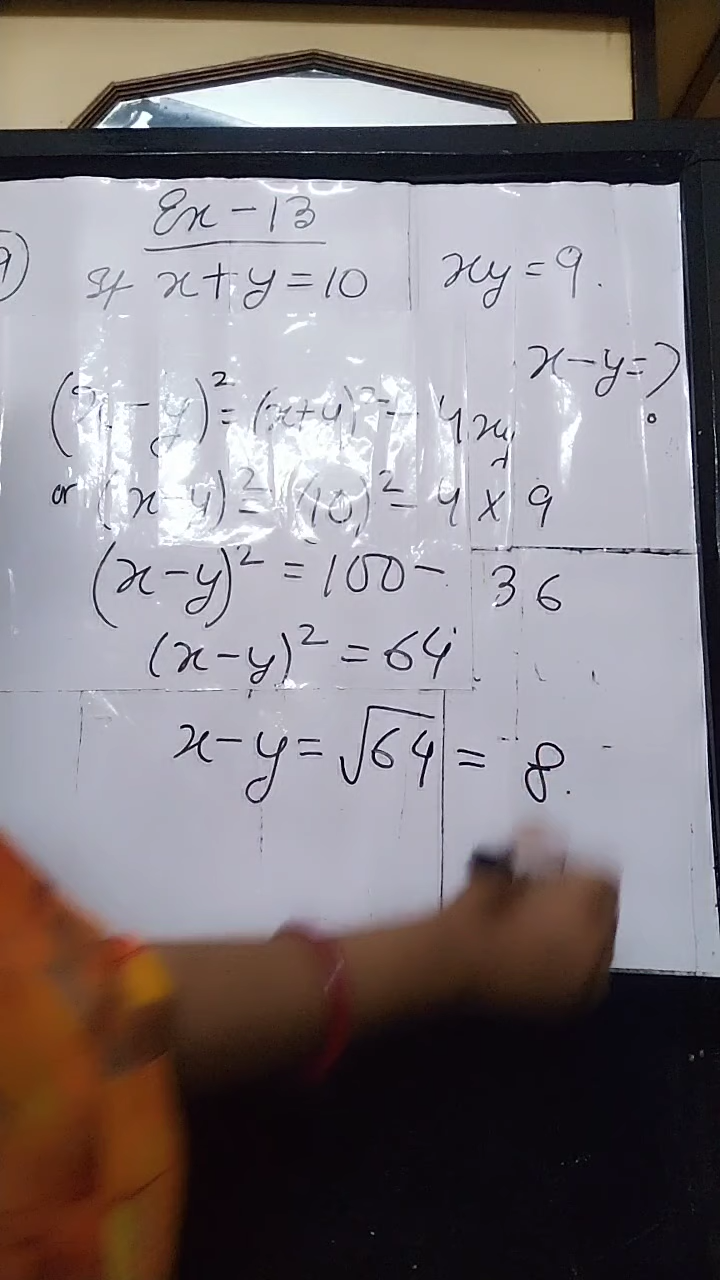 Ex - 13
9) If x + y = 10 xy = 9.
x - y = ?
(x - y)² = (x + y)² - 4xy
or (x - y)² = (10)² - 4 × 9
(x - y)² = 100 - 36
(x - y)² = 64
x - y = √64 = 8.